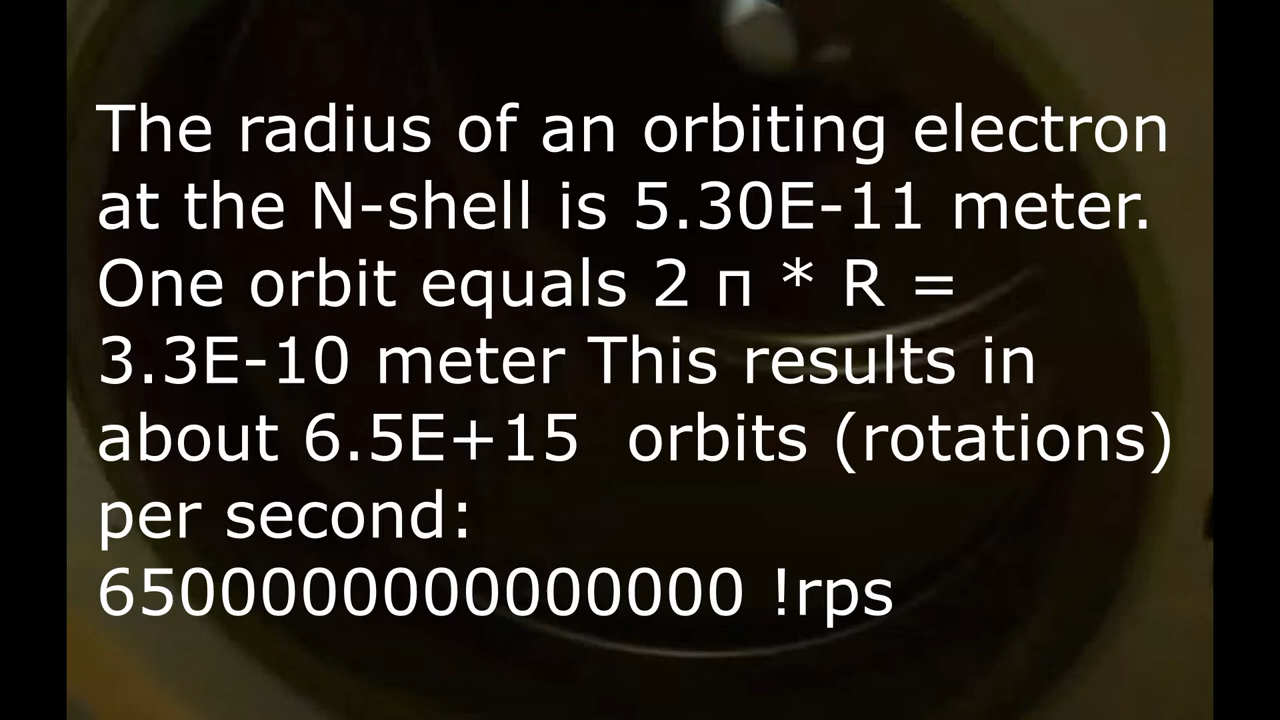 The radius of an orbiting electron
at the N-shell is 5.30E-11 meter.
One orbit equals 2 п * R =
3.3E-10 meter This results in
about 6.5E+15 orbits (rotations)
per second:
6500000000000000 !rps